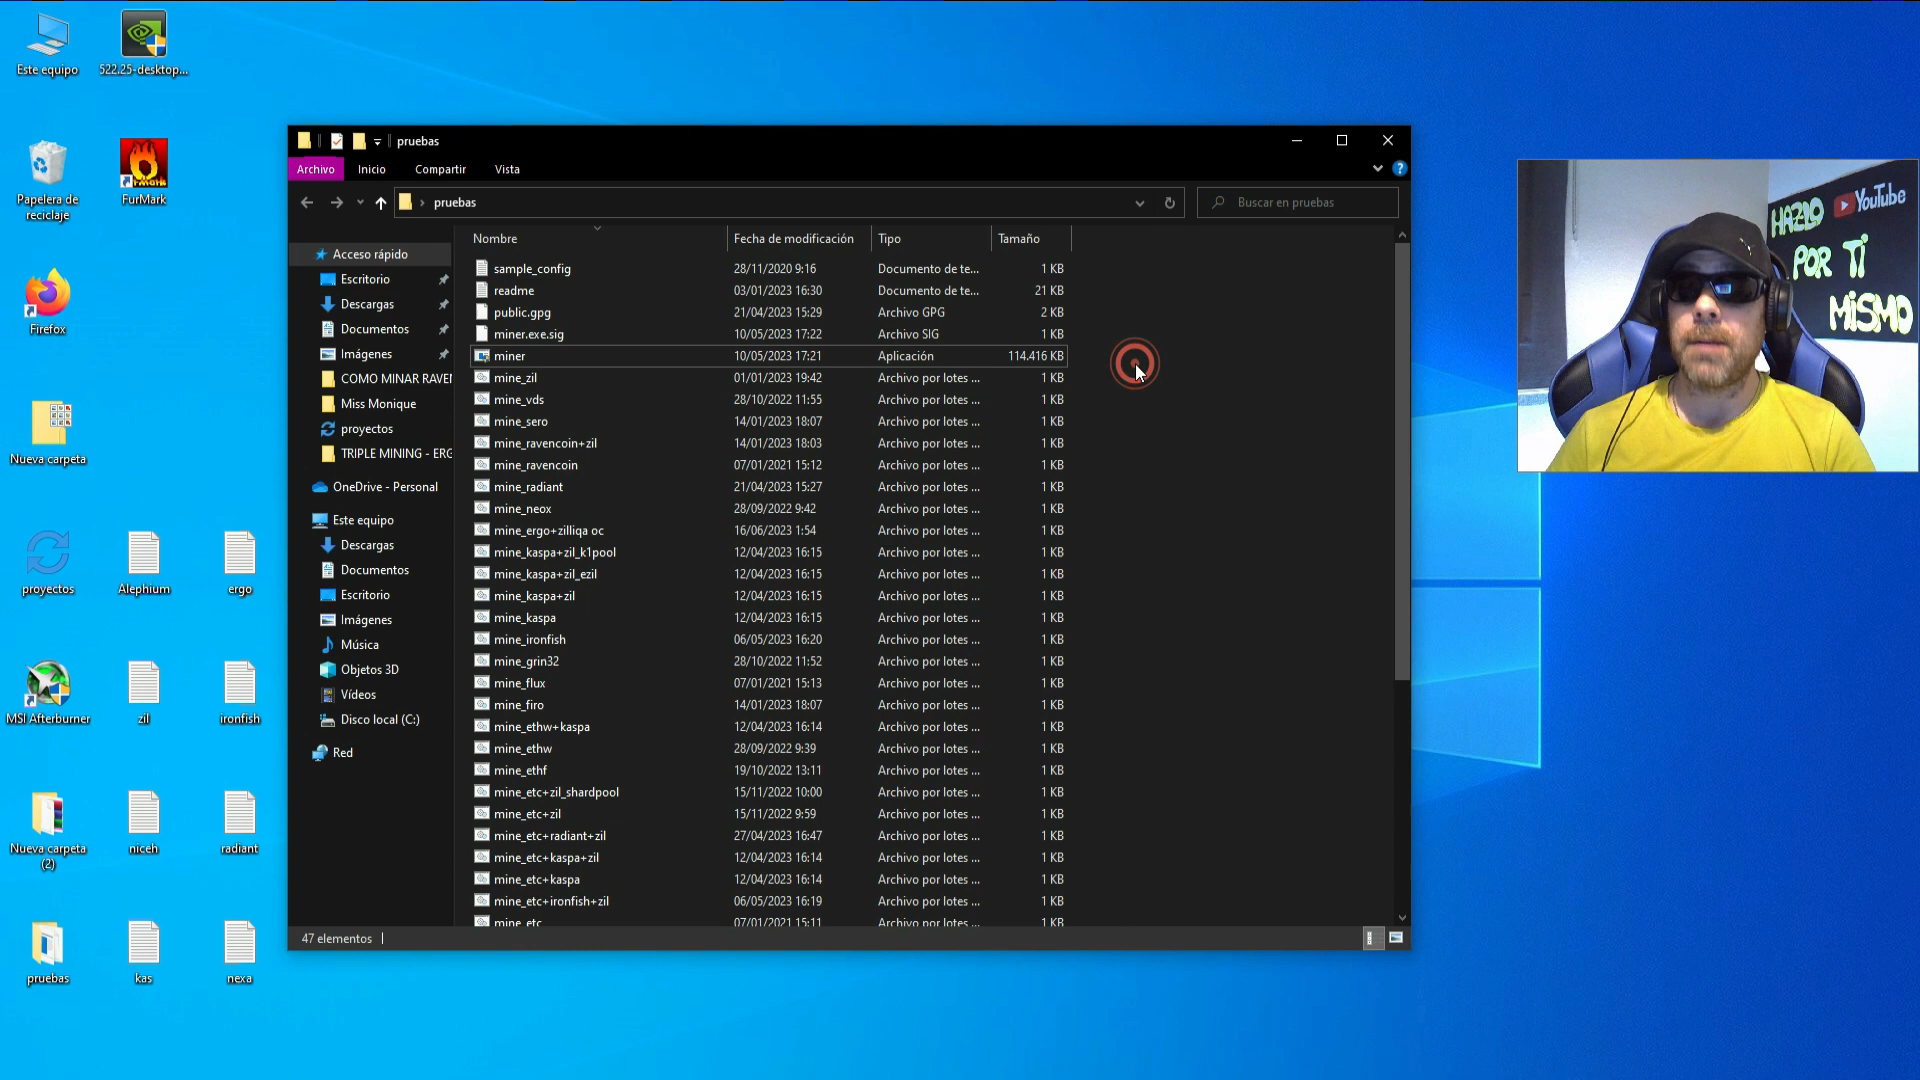 Este equipo
522.25-desktop...
Papelera de
reciclaje
FurMark
Firefox
Nueva carpeta
proyectos
Alephium
ergo
MSI Afterburner
zil
ironfish
Nueva carpeta
(2)
niceh
radiant
pruebas
kas
nexa
pruebas
Archivo
Inicio
Compartir
Vista
pruebas
Buscar en pruebas
Acceso rápido
Escritorio
Descargas
Documentos
Imágenes
COMO MINAR RAVEN
Miss Monique
proyectos
TRIPLE MINING - ERG
OneDrive - Personal
Este equipo
Descargas
Documentos
Escritorio
Imágenes
Música
Objetos 3D
Vídeos
Disco local (C:)
Red
Nombre Fecha de modificación Tipo Tamaño
sample_config 28/11/2020 9:16 Documento de te... 1 KB
readme 03/01/2023 16:30 Documento de te... 21 KB
public.gpg 21/04/2023 15:29 Archivo GPG 2 KB
miner.exe.sig 10/05/2023 17:22 Archivo SIG 1 KB
miner 10/05/2023 17:21 Aplicación 114.416 KB
mine_zil 01/01/2023 19:42 Archivo por lotes ... 1 KB
mine_vds 28/10/2022 11:55 Archivo por lotes ... 1 KB
mine_sero 14/01/2023 18:07 Archivo por lotes ... 1 KB
mine_ravencoin+zil 14/01/2023 18:03 Archivo por lotes ... 1 KB
mine_ravencoin 07/01/2021 15:12 Archivo por lotes ... 1 KB
mine_radiant 21/04/2023 15:27 Archivo por lotes ... 1 KB
mine_neox 28/09/2022 9:42 Archivo por lotes ... 1 KB
mine_ergo+zilliqa oc 16/06/2023 1:54 Archivo por lotes ... 1 KB
mine_kaspa+zil_k1pool 12/04/2023 16:15 Archivo por lotes ... 1 KB
mine_kaspa+zil_ezil 12/04/2023 16:15 Archivo por lotes ... 1 KB
mine_kaspa+zil 12/04/2023 16:15 Archivo por lotes ... 1 KB
mine_kaspa 12/04/2023 16:15 Archivo por lotes ... 1 KB
mine_ironfish 06/05/2023 16:20 Archivo por lotes ... 1 KB
mine_grin32 28/10/2022 11:52 Archivo por lotes ... 1 KB
mine_flux 07/01/2021 15:13 Archivo por lotes ... 1 KB
mine_firo 14/01/2023 18:07 Archivo por lotes ... 1 KB
mine_ethw+kaspa 12/04/2023 16:14 Archivo por lotes ... 1 KB
mine_ethw 28/09/2022 9:39 Archivo por lotes ... 1 KB
mine_ethf 19/10/2022 13:11 Archivo por lotes ... 1 KB
mine_etc+zil_shardpool 15/11/2022 10:00 Archivo por lotes ... 1 KB
mine_etc+zil 15/11/2022 9:59 Archivo por lotes ... 1 KB
mine_etc+radiant+zil 27/04/2023 16:47 Archivo por lotes ... 1 KB
mine_etc+kaspa+zil 12/04/2023 16:14 Archivo por lotes ... 1 KB
mine_etc+kaspa 12/04/2023 16:14 Archivo por lotes ... 1 KB
mine_etc+ironfish+zil 06/05/2023 16:19 Archivo por lotes ... 1 KB
mine_etc 07/01/2021 15:11 Archivo por lotes ... 1 KB
47 elementos
YouTube
HAZLO
POR TI
MISMO